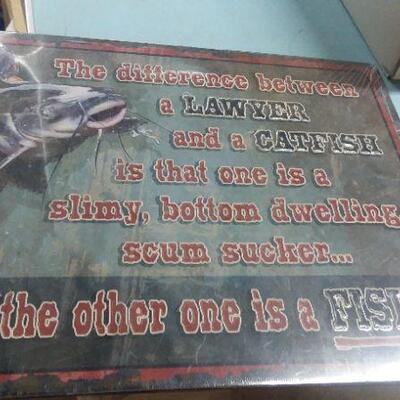 The difference between
a LAWYER
and a CATFISH
is that one is a
slimy, bottom dwelling
scum sucker...
the other one is a FISH